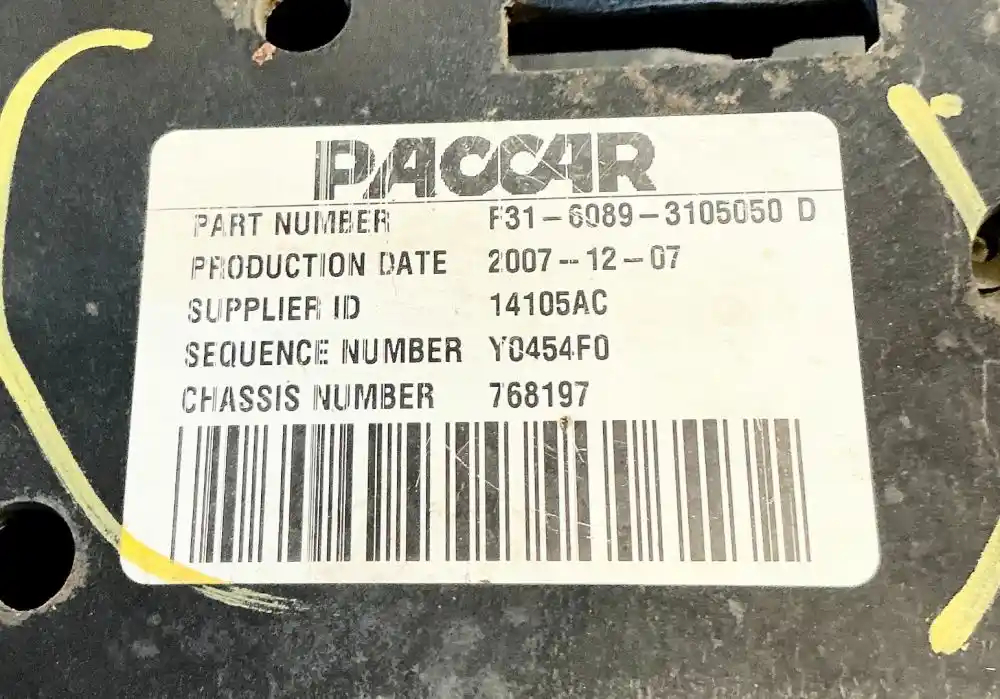 PACCAR
PART NUMBER F31-6089-3105050 D
PRODUCTION DATE 2007-12-07
SUPPLIER ID 14105AC
SEQUENCE NUMBER Y0454F0
CHASSIS NUMBER 768197